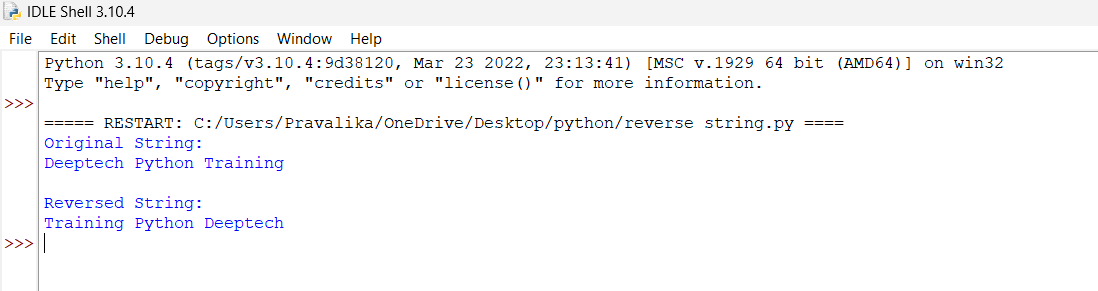 IDLE Shell 3.10.4
File Edit Shell Debug Options Window Help
Python 3.10.4 (tags/v3.10.4:9d38120, Mar 23 2022, 23:13:41) [MSC v.1929 64 bit (AMD64)] on win32
Type "help", "copyright", "credits" or "license()" for more information.
>>>
===== RESTART: C:/Users/Pravalika/OneDrive/Desktop/python/reverse string.py ====
Original String:
Deeptech Python Training
Reversed String:
Training Python Deeptech
>>>